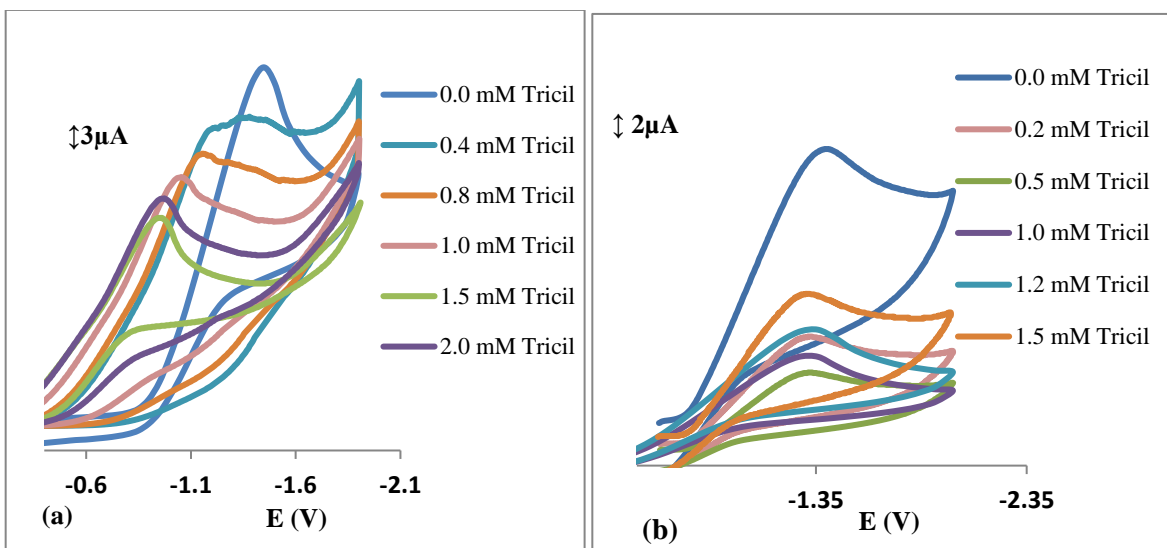 ↕3µA
0.0 mM Tricil
0.4 mM Tricil
0.8 mM Tricil
1.0 mM Tricil
1.5 mM Tricil
2.0 mM Tricil
-0.6 -1.1 -1.6 -2.1
(a) E (V)
↕ 2µA
0.0 mM Tricil
0.2 mM Tricil
0.5 mM Tricil
1.0 mM Tricil
1.2 mM Tricil
1.5 mM Tricil
-1.35 -2.35
(b) E (V)